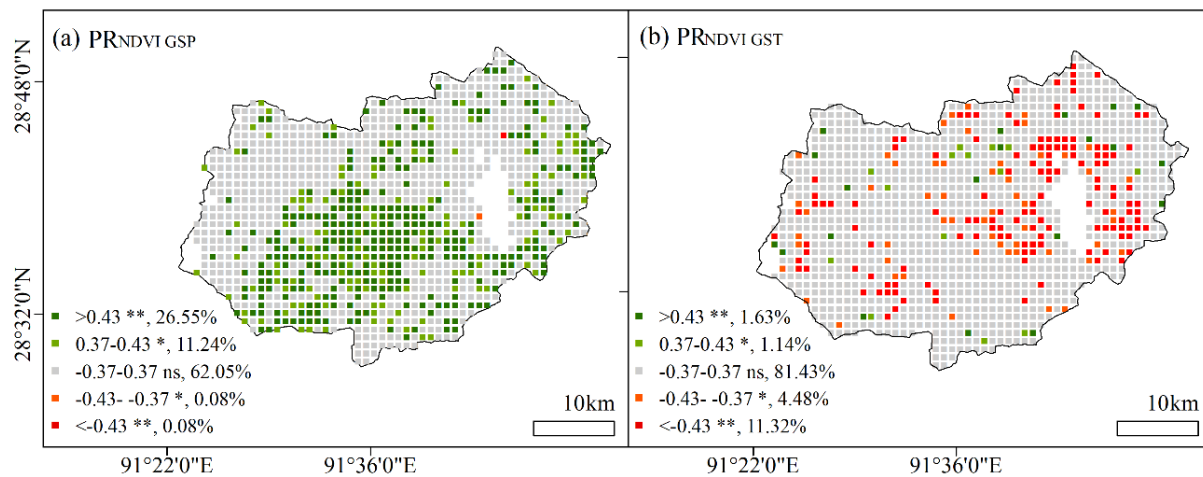 (a) PRNDVI GSP
28°48'0"N
28°32'0"N
>0.43 **, 26.55%
0.37-0.43 *, 11.24%
-0.37-0.37 ns, 62.05%
-0.43- -0.37 *, 0.08%
<-0.43 **, 0.08%
10km
91°22'0"E
91°36'0"E
(b) PRNDVI GST
>0.43 **, 1.63%
0.37-0.43 *, 1.14%
-0.37-0.37 ns, 81.43%
-0.43- -0.37 *, 4.48%
<-0.43 **, 11.32%
10km
91°22'0"E
91°36'0"E